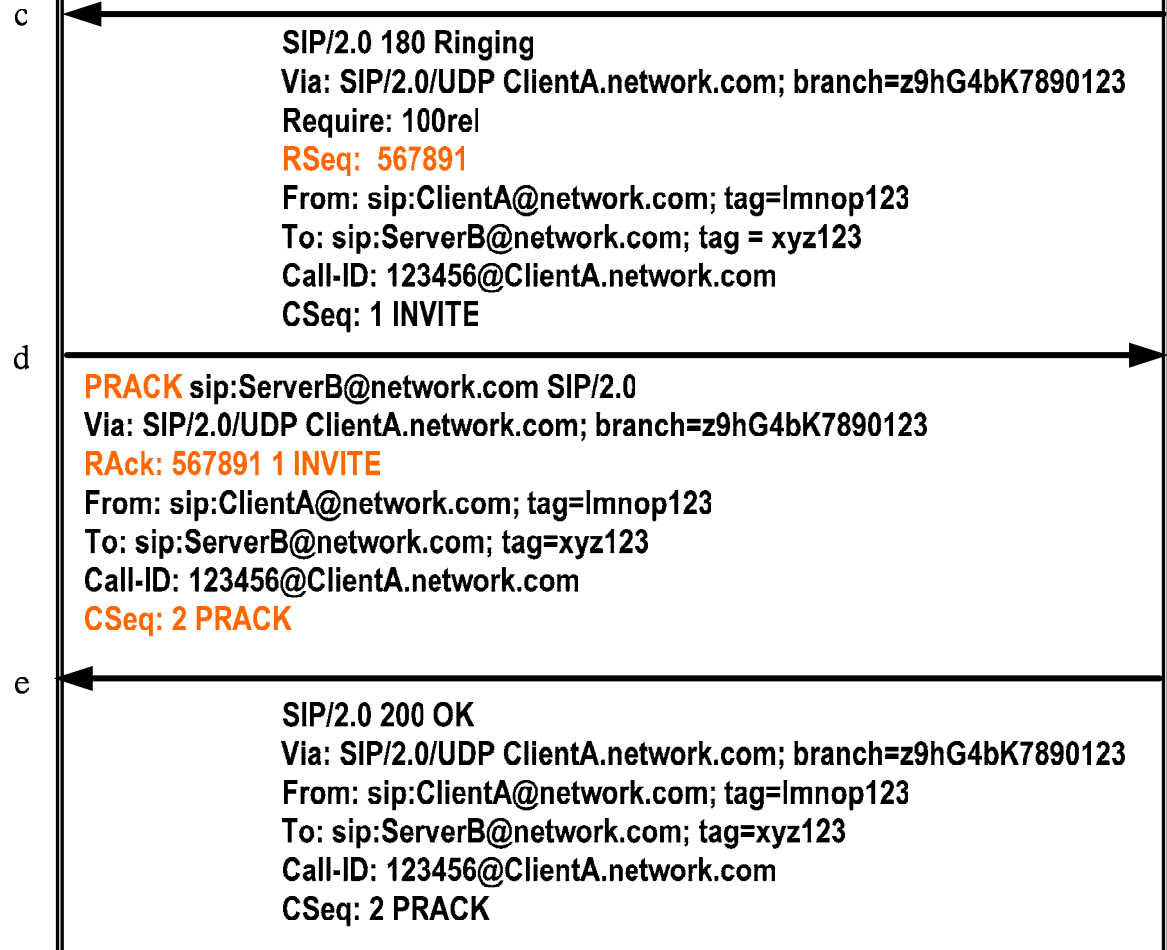 c
SIP/2.0 180 Ringing
Via: SIP/2.0/UDP ClientA.network.com; branch=z9hG4bK7890123
Require: 100rel
RSeq:  567891
From: sip:ClientA@network.com; tag=lmnop123
To: sip:ServerB@network.com; tag = xyz123
Call-ID: 123456@ClientA.network.com
CSeq: 1 INVITE
d
PRACK sip:ServerB@network.com SIP/2.0
Via: SIP/2.0/UDP ClientA.network.com; branch=z9hG4bK7890123
RAck: 567891 1 INVITE
From: sip:ClientA@network.com; tag=lmnop123
To: sip:ServerB@network.com; tag=xyz123
Call-ID: 123456@ClientA.network.com
CSeq: 2 PRACK
e
SIP/2.0 200 OK
Via: SIP/2.0/UDP ClientA.network.com; branch=z9hG4bK7890123
From: sip:ClientA@network.com; tag=lmnop123
To: sip:ServerB@network.com; tag=xyz123
Call-ID: 123456@ClientA.network.com
CSeq: 2 PRACK